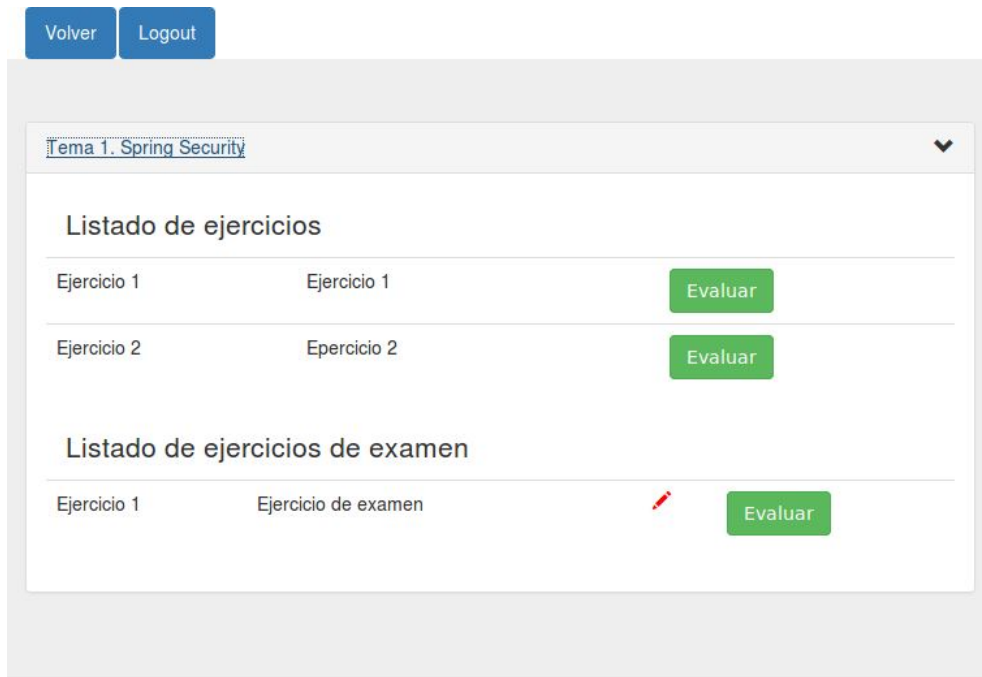 Volver Logout
Tema 1. Spring Security
Listado de ejercicios
Ejercicio 1 Ejercicio 1 Evaluar
Ejercicio 2 Epercicio 2 Evaluar
Listado de ejercicios de examen
Ejercicio 1 Ejercicio de examen Evaluar